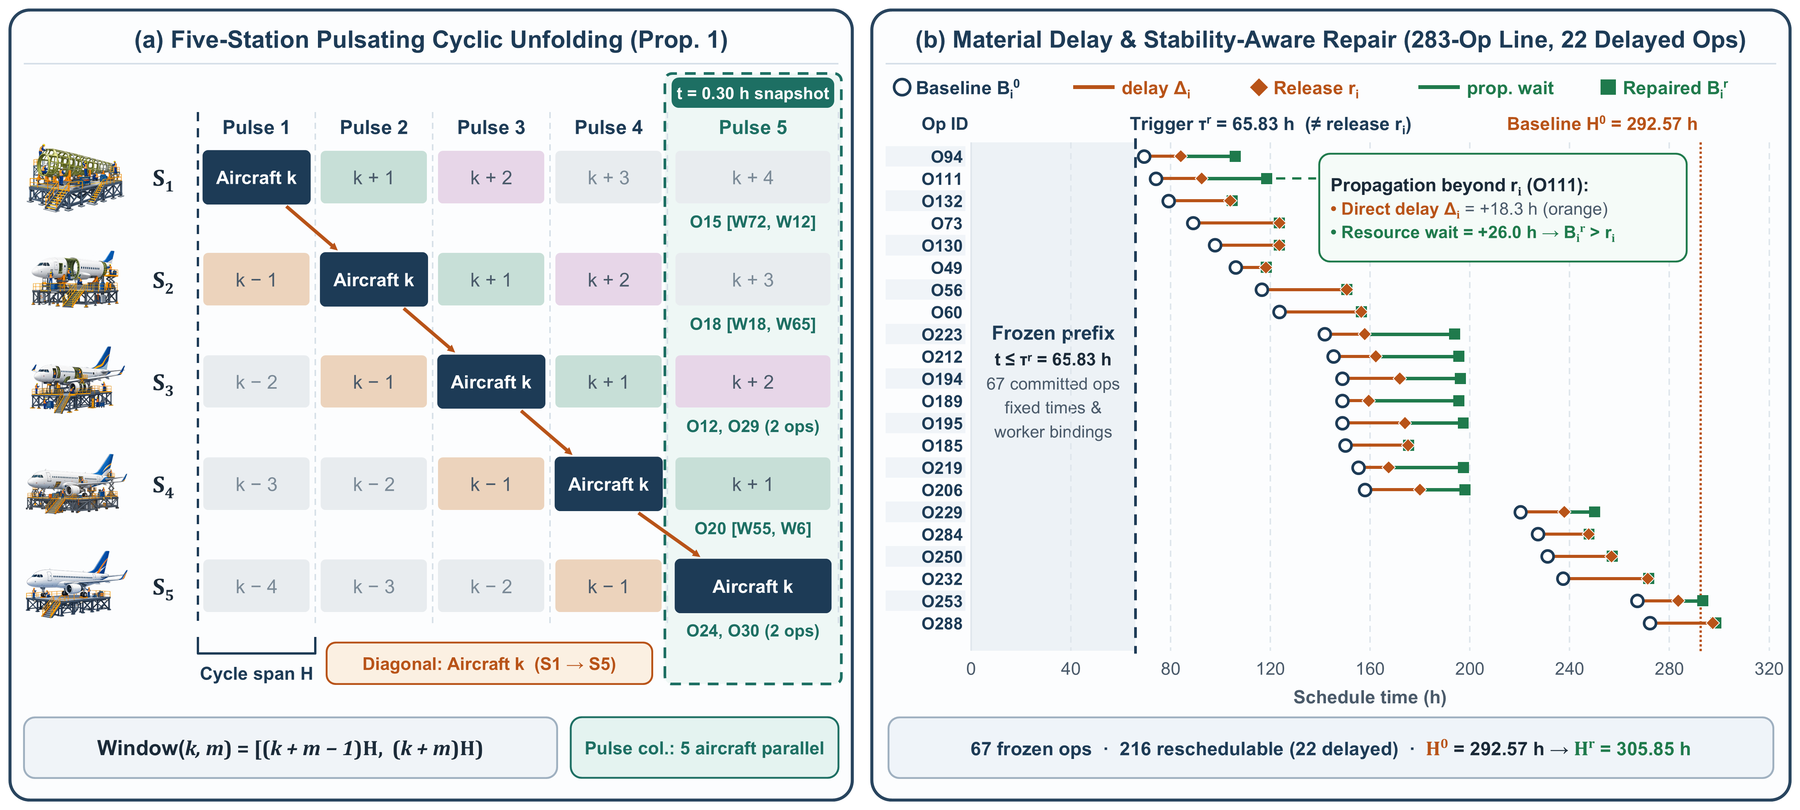 (a) Five-Station Pulsating Cyclic Unfolding (Prop. 1)
t = 0.30 h snapshot
Pulse 1 Pulse 2 Pulse 3 Pulse 4 Pulse 5
S₁ Aircraft k k + 1 k + 2 k + 3 k + 4
O15 [W72, W12]
S₂ k − 1 Aircraft k k + 1 k + 2 k + 3
O18 [W18, W65]
S₃ k − 2 k − 1 Aircraft k k + 1 k + 2
O12, O29 (2 ops)
S₄ k − 3 k − 2 k − 1 Aircraft k k + 1
O20 [W55, W6]
S₅ k − 4 k − 3 k − 2 k − 1 Aircraft k
O24, O30 (2 ops)
Cycle span H
Diagonal: Aircraft k (S1 → S5)
Window(k, m) = [(k + m − 1)H, (k + m)H)
Pulse col.: 5 aircraft parallel
(b) Material Delay & Stability-Aware Repair (283-Op Line, 22 Delayed Ops)
Baseline Bᵢ⁰ delay Δᵢ Release rᵢ prop. wait Repaired Bᵢʳ
Op ID Trigger τʳ = 65.83 h (≠ release rᵢ) Baseline H⁰ = 292.57 h
O94
O111
O132
O73
O130
O49
O56
O60
O223
O212
O194
O189
O195
O185
O219
O206
O229
O284
O250
O232
O253
O288
Propagation beyond rᵢ (O111):
• Direct delay Δᵢ = +18.3 h (orange)
• Resource wait = +26.0 h → Bᵢʳ > rᵢ
Frozen prefix
t ≤ τʳ = 65.83 h
67 committed ops
fixed times &
worker bindings
0 40 80 120 160 200 240 280 320
Schedule time (h)
67 frozen ops · 216 reschedulable (22 delayed) · H⁰ = 292.57 h → Hʳ = 305.85 h